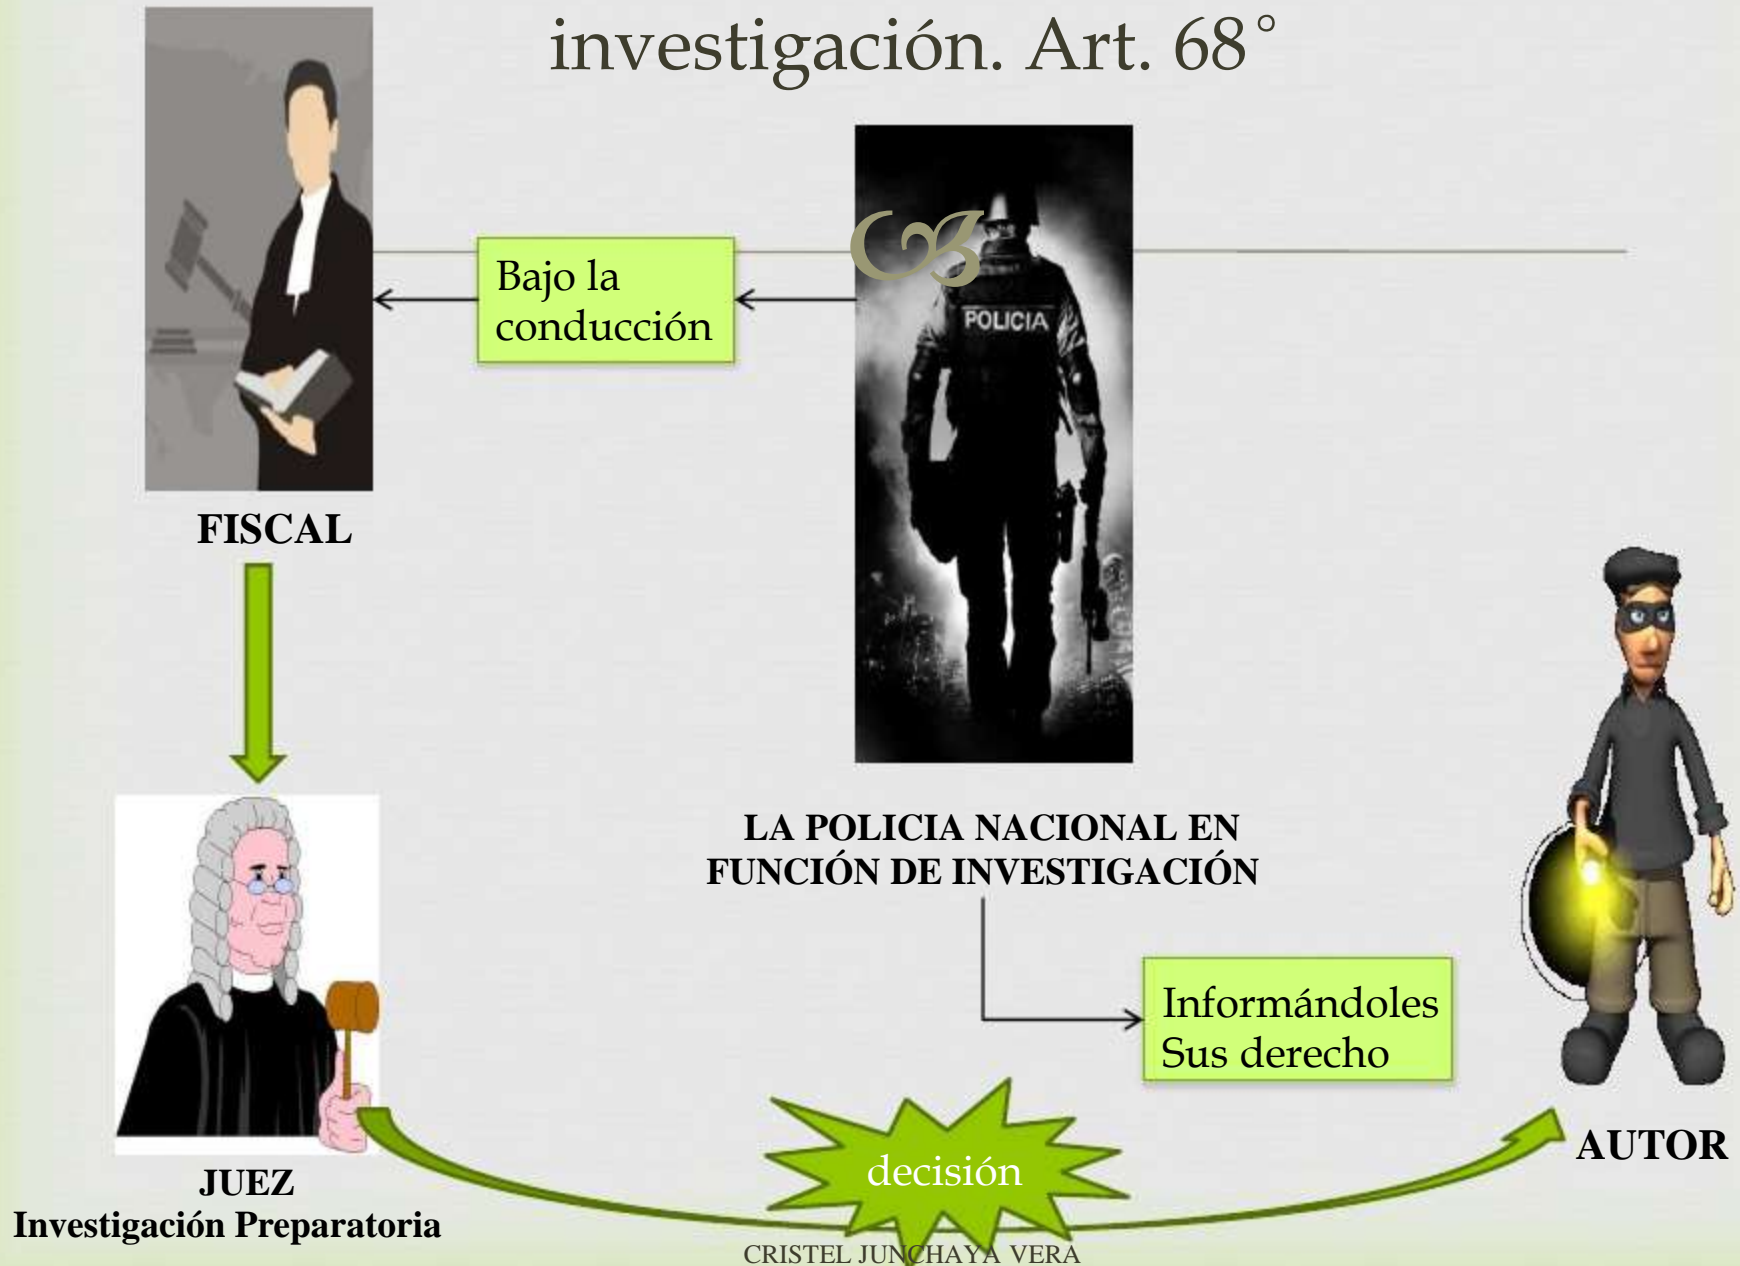 investigación. Art. 68°
Bajo la
conducción
POLICIA
FISCAL
LA POLICIA NACIONAL EN
FUNCIÓN DE INVESTIGACIÓN
Informándoles
Sus derecho
decisión
AUTOR
JUEZ
Investigación Preparatoria
CRISTEL JUNCHAYA VERA